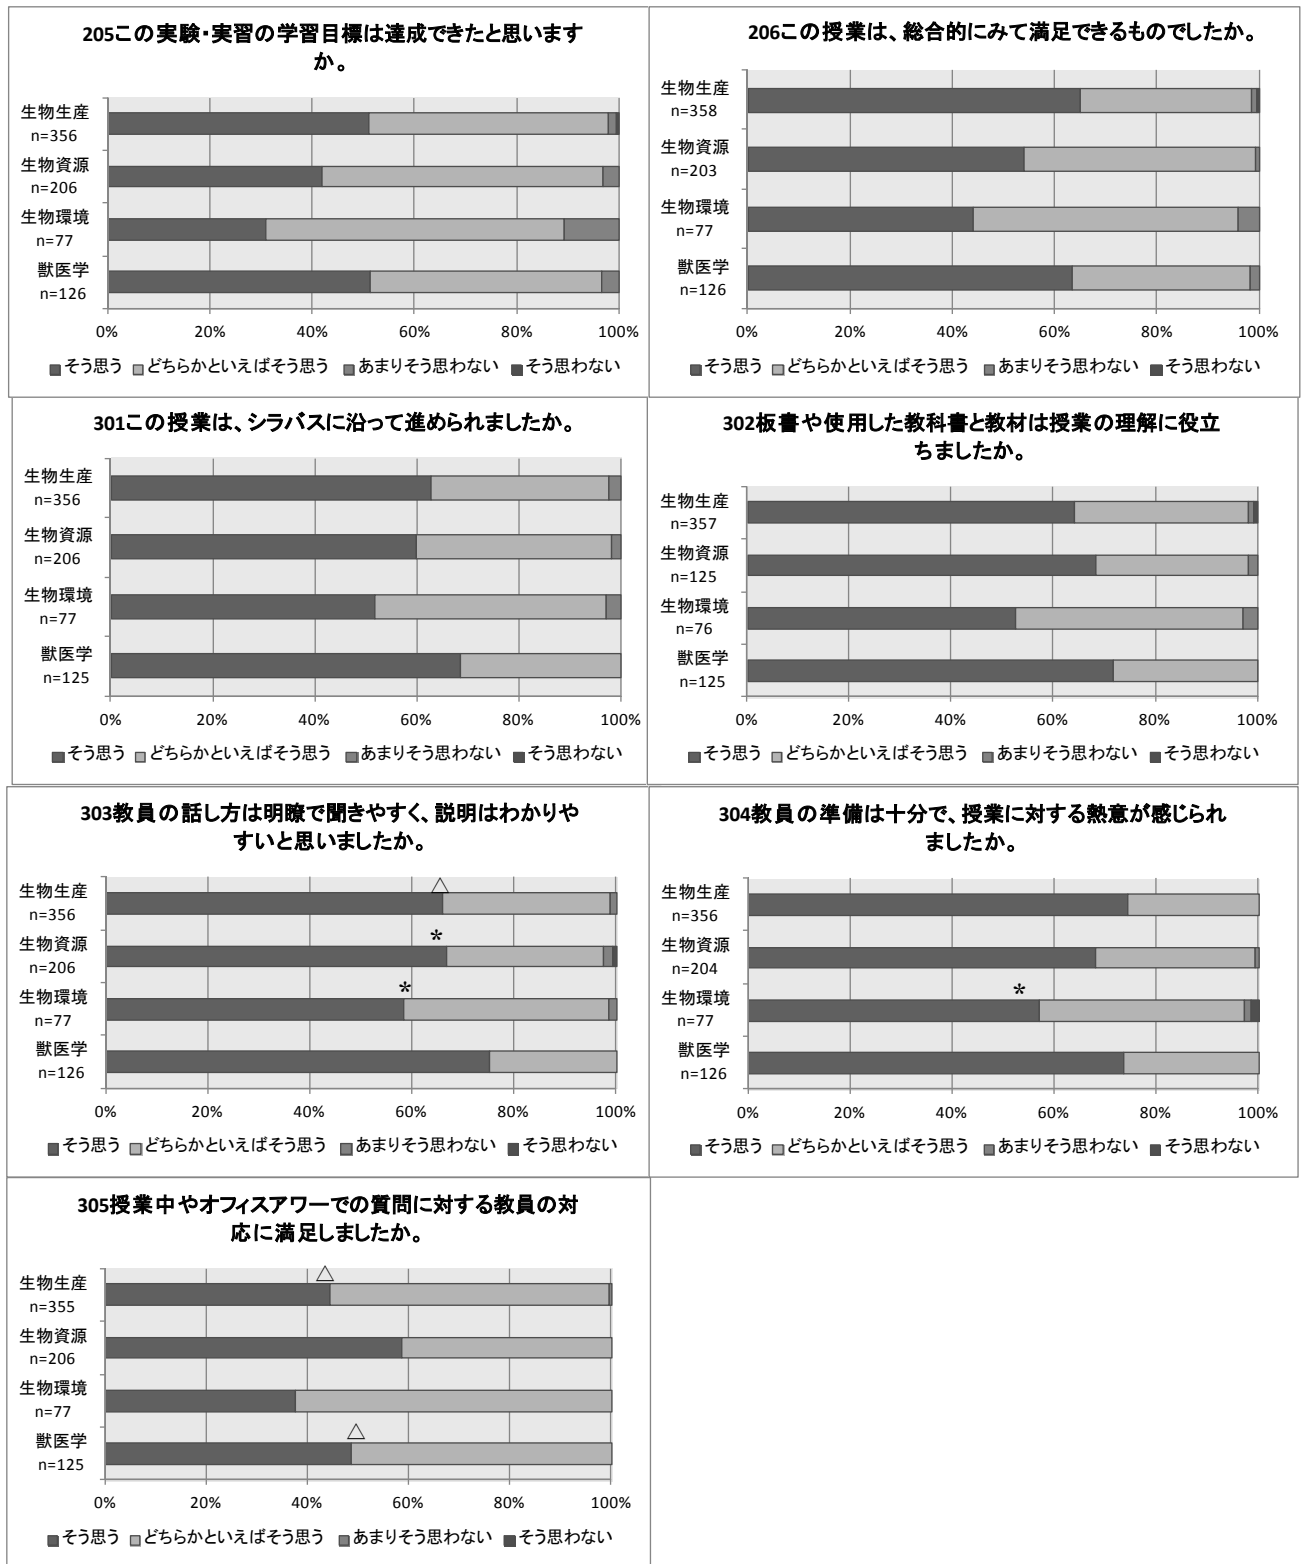 205この実験・実習の学習目標は達成できたと思います
か。
生物生産
n=356
生物資源
n=206
生物環境
n=77
獣医学
n=126
0% 20% 40% 60% 80% 100%
■そう思う □どちらかといえばそう思う ■あまりそう思わない ■そう思わない
206この授業は、総合的にみて満足できるものでしたか。
生物生産
n=358
生物資源
n=203
生物環境
n=77
獣医学
n=126
0% 20% 40% 60% 80% 100%
■そう思う □どちらかといえばそう思う ■あまりそう思わない ■そう思わない
301この授業は、シラバスに沿って進められましたか。
生物生産
n=356
生物資源
n=206
生物環境
n=77
獣医学
n=125
0% 20% 40% 60% 80% 100%
■そう思う □どちらかといえばそう思う ■あまりそう思わない ■そう思わない
302板書や使用した教科書と教材は授業の理解に役立
ちましたか。
生物生産
n=357
生物資源
n=125
生物環境
n=76
獣医学
n=125
0% 20% 40% 60% 80% 100%
■そう思う □どちらかといえばそう思う ■あまりそう思わない ■そう思わない
303教員の話し方は明瞭で聞きやすく、説明はわかりや
すいと思いましたか。
△
生物生産
n=356
*
生物資源
n=206
*
生物環境
n=77
獣医学
n=126
0% 20% 40% 60% 80% 100%
■そう思う □どちらかといえばそう思う ■あまりそう思わない ■そう思わない
304教員の準備は十分で、授業に対する熱意が感じられ
ましたか。
生物生産
n=356
生物資源
n=204
*
生物環境
n=77
獣医学
n=126
0% 20% 40% 60% 80% 100%
■そう思う □どちらかといえばそう思う ■あまりそう思わない ■そう思わない
305授業中やオフィスアワーでの質問に対する教員の対
応に満足しましたか。
△
生物生産
n=355
生物資源
n=206
生物環境
n=77
△
獣医学
n=125
0% 20% 40% 60% 80% 100%
■そう思う □どちらかといえばそう思う ■あまりそう思わない ■そう思わない